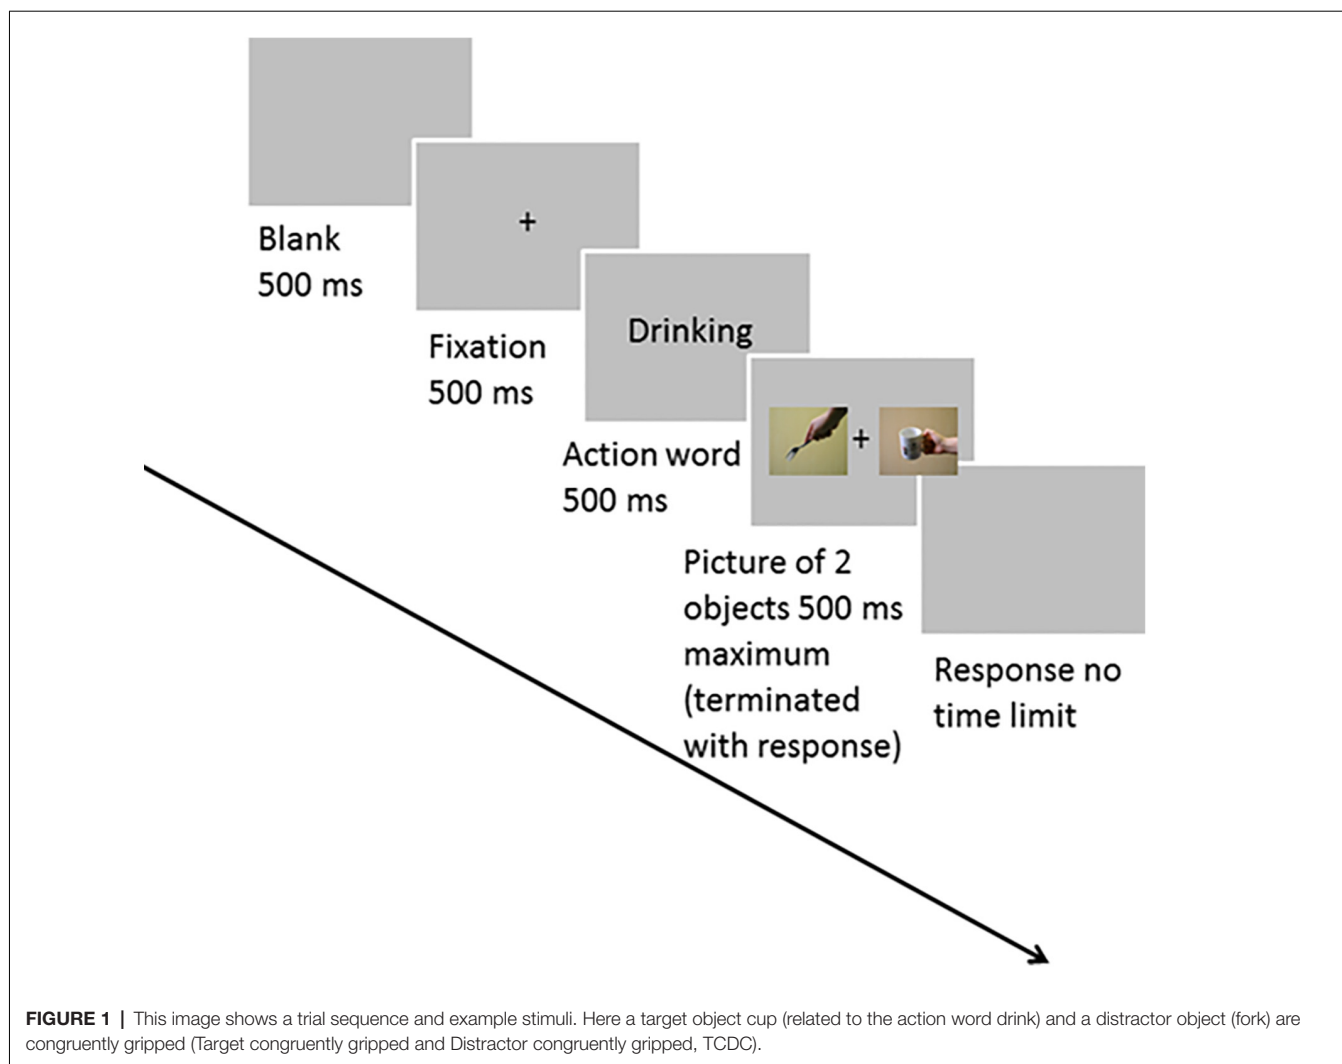 Blank
500 ms
+
Fixation
500 ms
Drinking
Action word
500 ms
+
Picture of 2
objects 500 ms
maximum
(terminated
with response)
Response no
time limit
FIGURE 1 | This image shows a trial sequence and example stimuli. Here a target object cup (related to the action word drink) and a distractor object (fork) are
congruently gripped (Target congruently gripped and Distractor congruently gripped, TCDC).